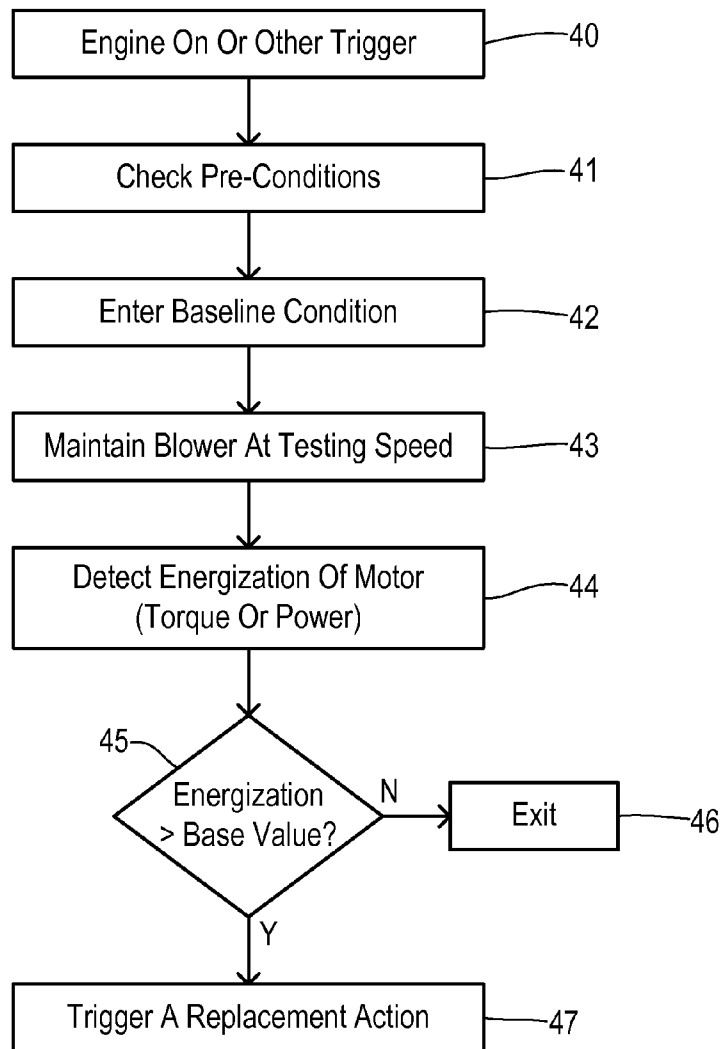 Engine On Or Other Trigger
40
Check Pre-Conditions
41
Enter Baseline Condition
42
Maintain Blower At Testing Speed
43
Detect Energization Of Motor
(Torque Or Power)
44
45
Energization
> Base Value?
N
Exit
46
Y
Trigger A Replacement Action
47